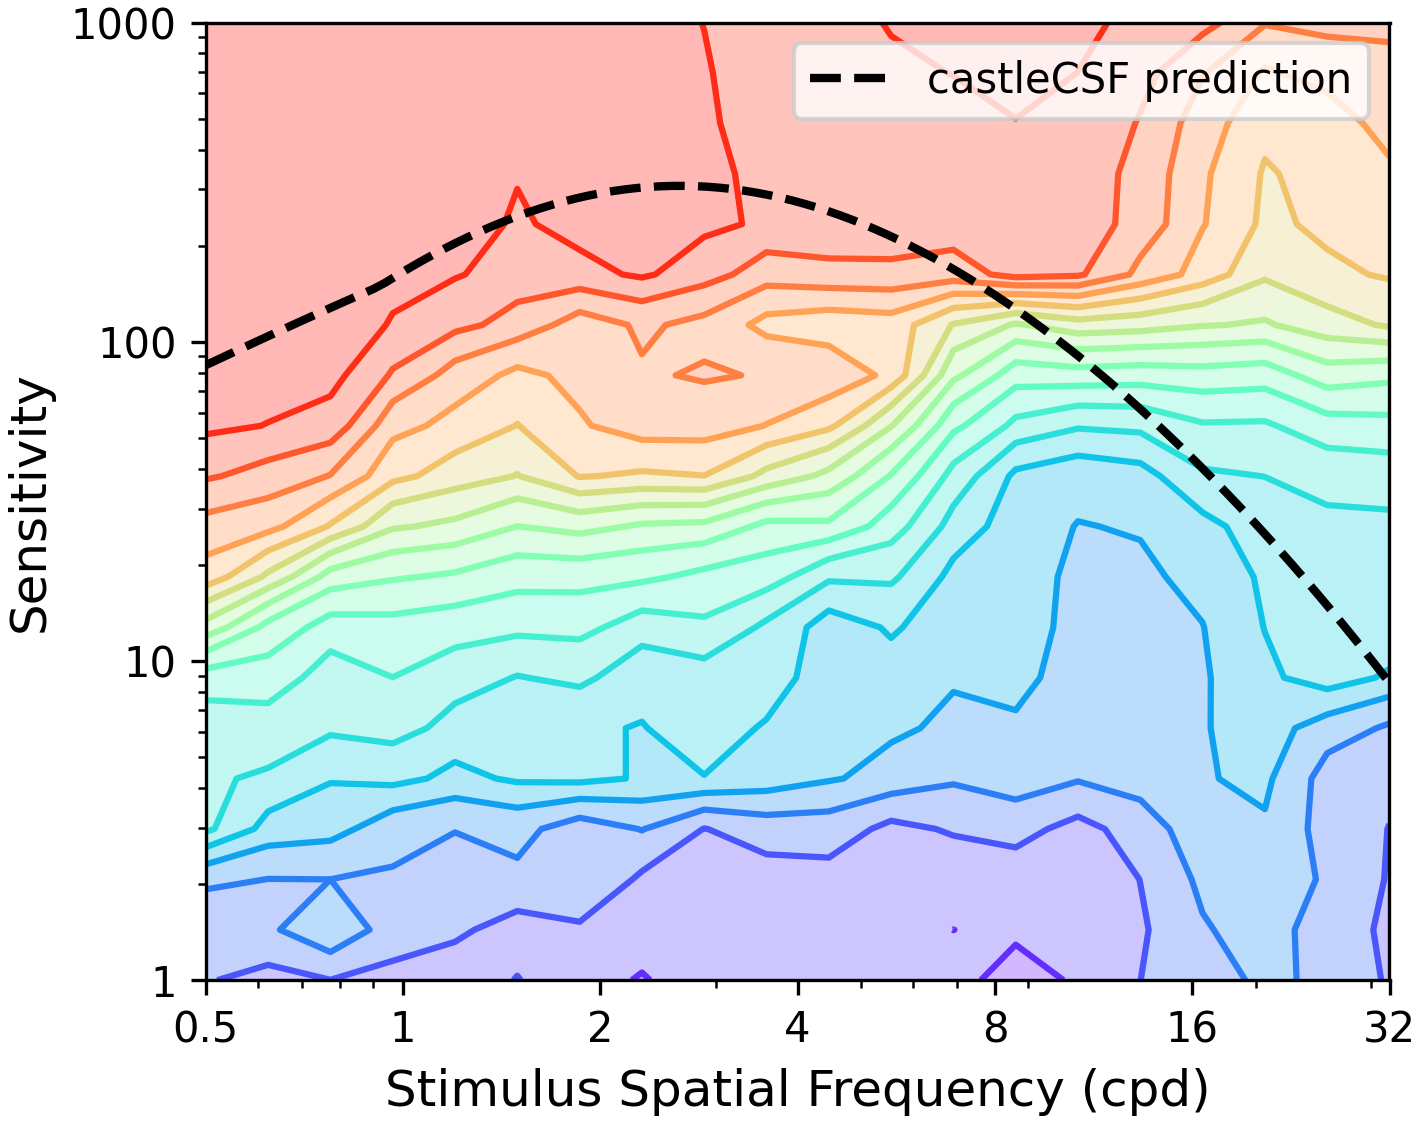 1000
100
10
1
Sensitivity
castleCSF prediction
0.5 1 2 4 8 16 32
Stimulus Spatial Frequency (cpd)